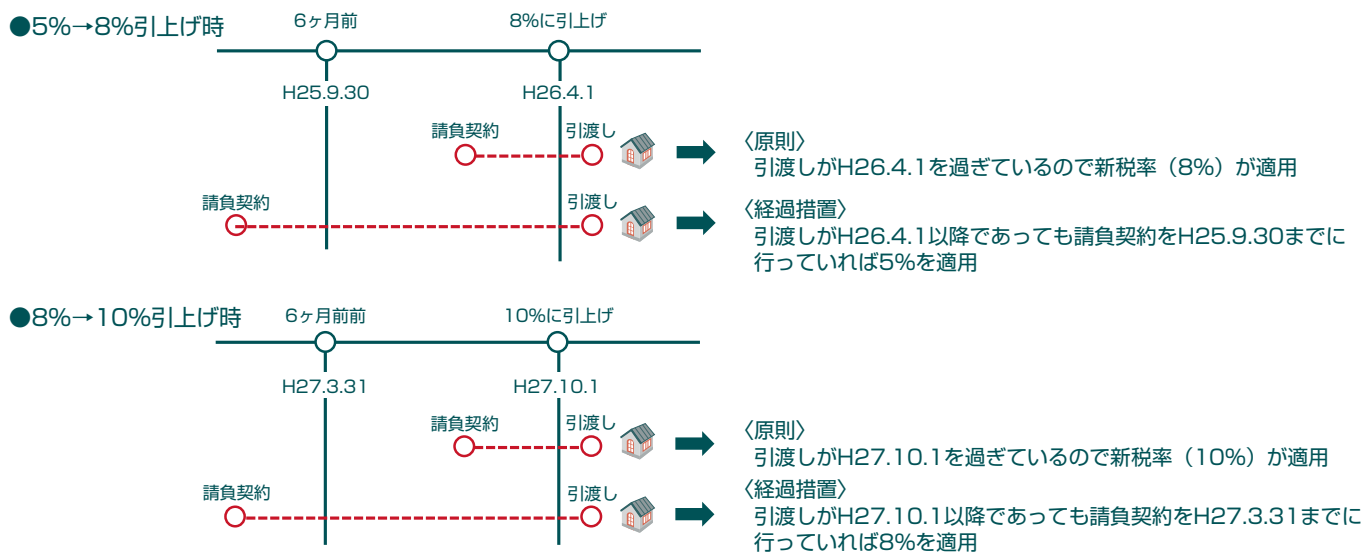 ●5%→8%引上げ時
6ヶ月前
8%に引上げ
H25.9.30
H26.4.1
請負契約
引渡し
〈原則〉
引渡しがH26.4.1を過ぎているので新税率（8%）が適用
請負契約
引渡し
〈経過措置〉
引渡しがH26.4.1以降であっても請負契約をH25.9.30までに
行っていれば5%を適用
●8%→10%引上げ時
6ヶ月前前
10%に引上げ
H27.3.31
H27.10.1
請負契約
引渡し
〈原則〉
引渡しがH27.10.1を過ぎているので新税率（10%）が適用
請負契約
引渡し
〈経過措置〉
引渡しがH27.10.1以降であっても請負契約をH27.3.31までに
行っていれば8%を適用